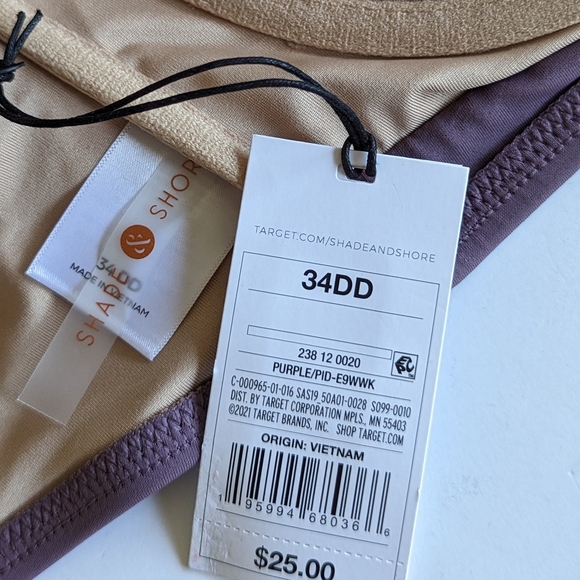 SHADE & SHOR
34DD
MADE IN VIETNAM
TARGET.COM/SHADEANDSHORE
34DD
238 12 0020
PURPLE/PID-E9WWK
C-000965-01-016 SAS19 50A01-0028 S099-0010
DIST. BY TARGET CORPORATION MPLS., MN 55403
©2021 TARGET BRANDS, INC. SHOP TARGET.COM
ORIGIN: VIETNAM
1 95994 68036 6
$25.00